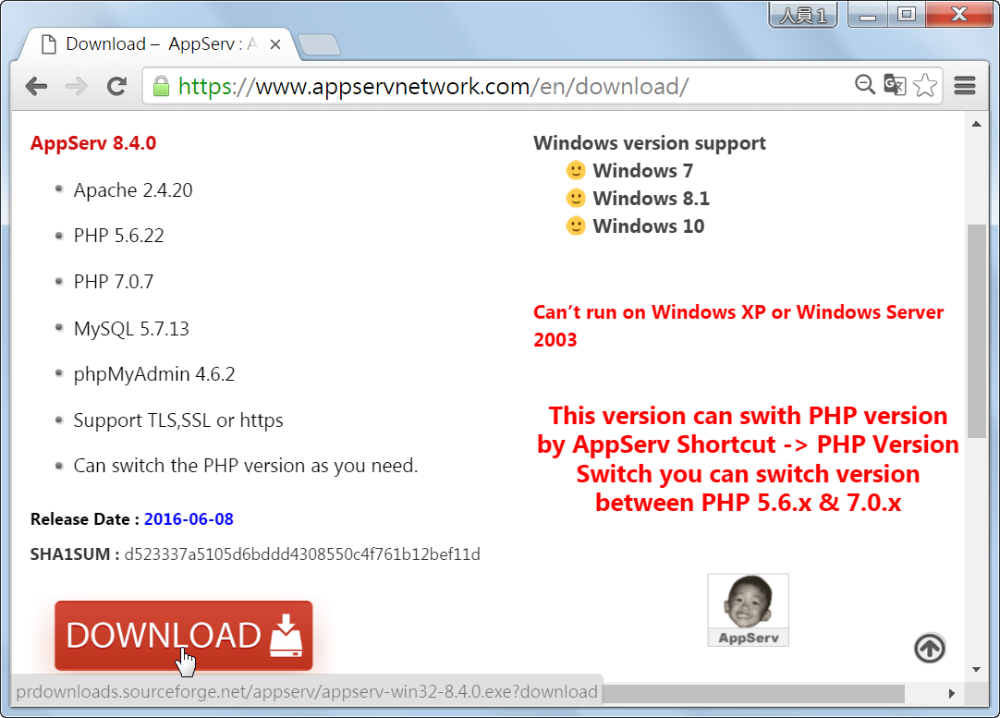 人員 1
Download – AppServ : A
https://www.appservnetwork.com/en/download/
AppServ 8.4.0
Apache 2.4.20
PHP 5.6.22
PHP 7.0.7
MySQL 5.7.13
phpMyAdmin 4.6.2
Support TLS,SSL or https
Can switch the PHP version as you need.
Release Date : 2016-06-08
SHA1SUM : d523337a5105d6bddd4308550c4f761b12bef11d
DOWNLOAD
Windows version support
Windows 7
Windows 8.1
Windows 10
Can't run on Windows XP or Windows Server
2003
This version can swith PHP version
by AppServ Shortcut -> PHP Version
Switch you can switch version
between PHP 5.6.x & 7.0.x
AppServ
prdownloads.sourceforge.net/appserv/appserv-win32-8.4.0.exe?download